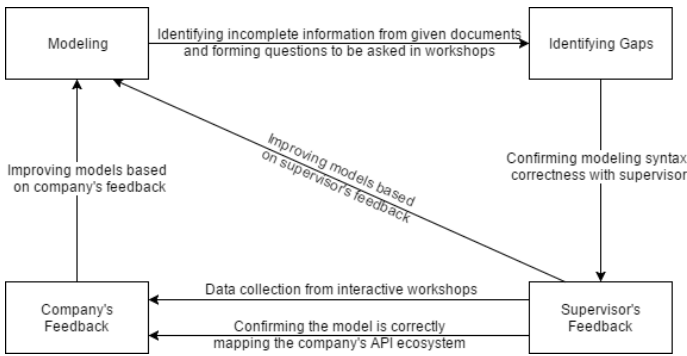 Modeling
Identifying incomplete information from given documents
and forming questions to be asked in workshops
Identifying Gaps
Improving models based
on supervisor's feedback
Improving models based
on company's feedback
Confirming modeling syntax
correctness with supervisor
Company's
Feedback
Data collection from interactive workshops
Confirming the model is correctly
mapping the company's API ecosystem
Supervisor's
Feedback